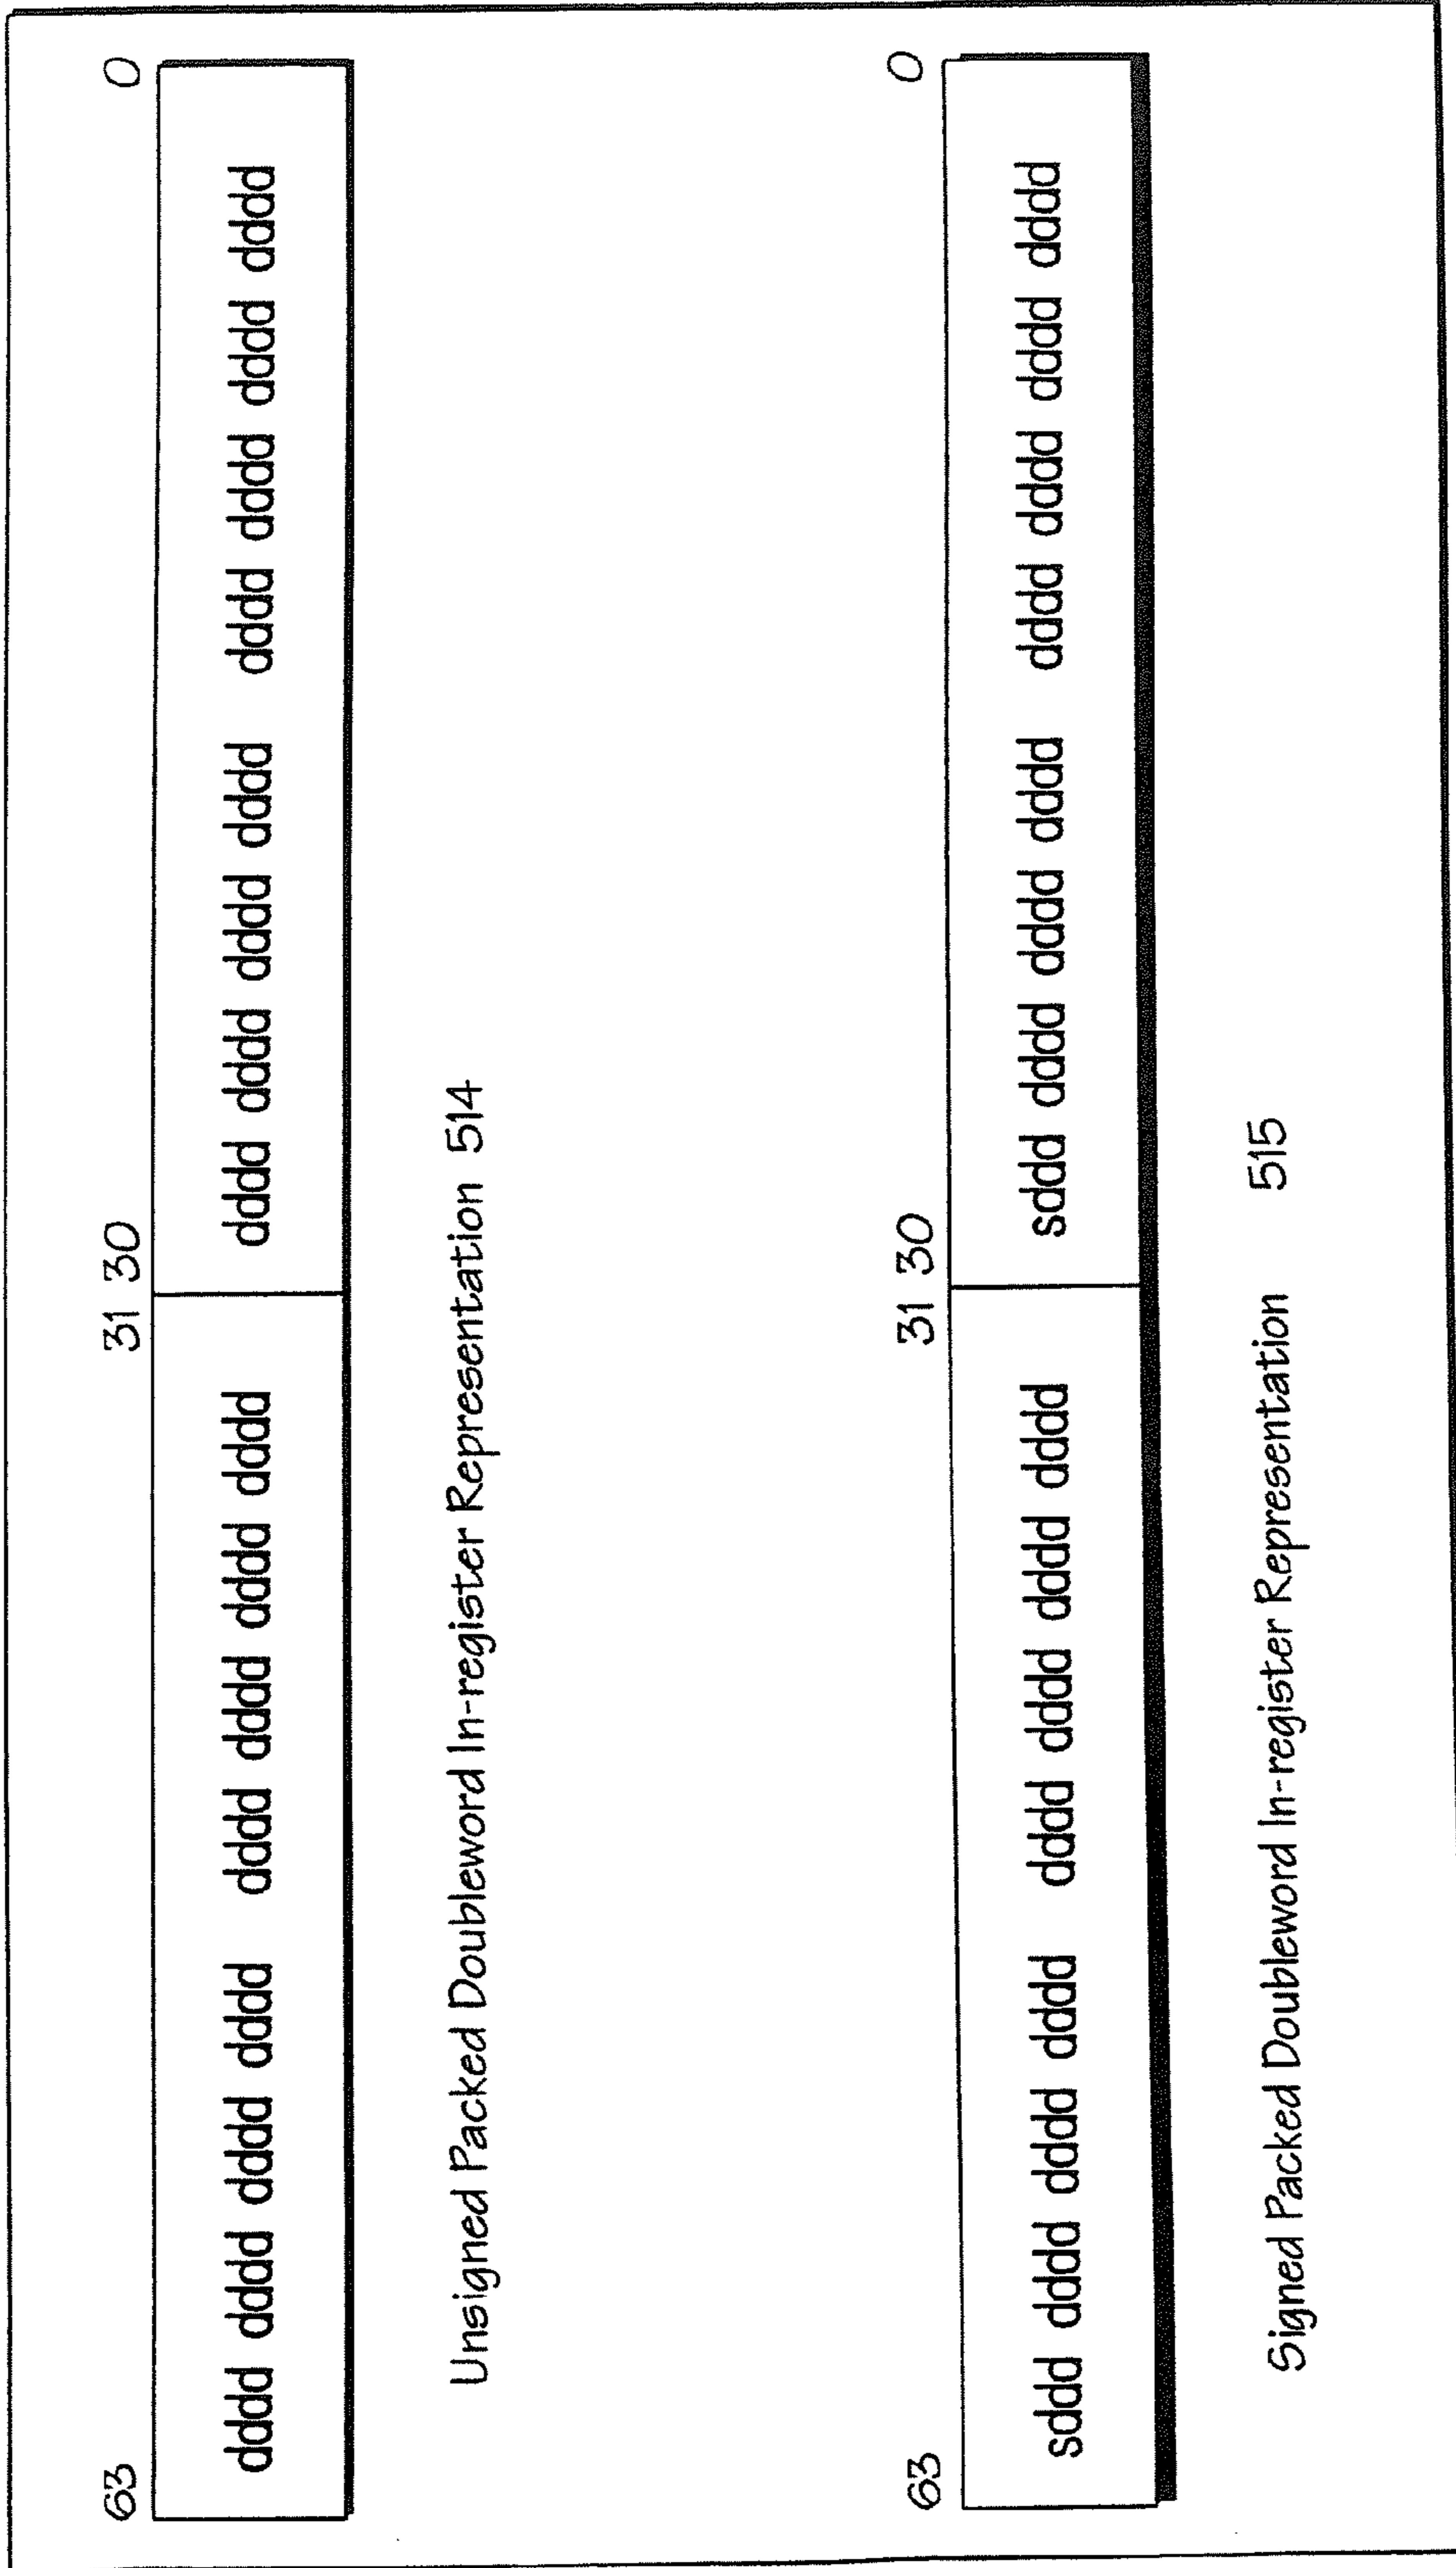 63 31 30 0
dddd dddd dddd dddd dddd dddd dddd dddd dddd dddd dddd dddd dddd dddd dddd dddd
Unsigned Packed Doubleword In-register Representation 514
63 31 30 0
sddd dddd dddd dddd dddd dddd dddd dddd sddd dddd dddd dddd dddd dddd dddd dddd
Signed Packed Doubleword In-register Representation 515